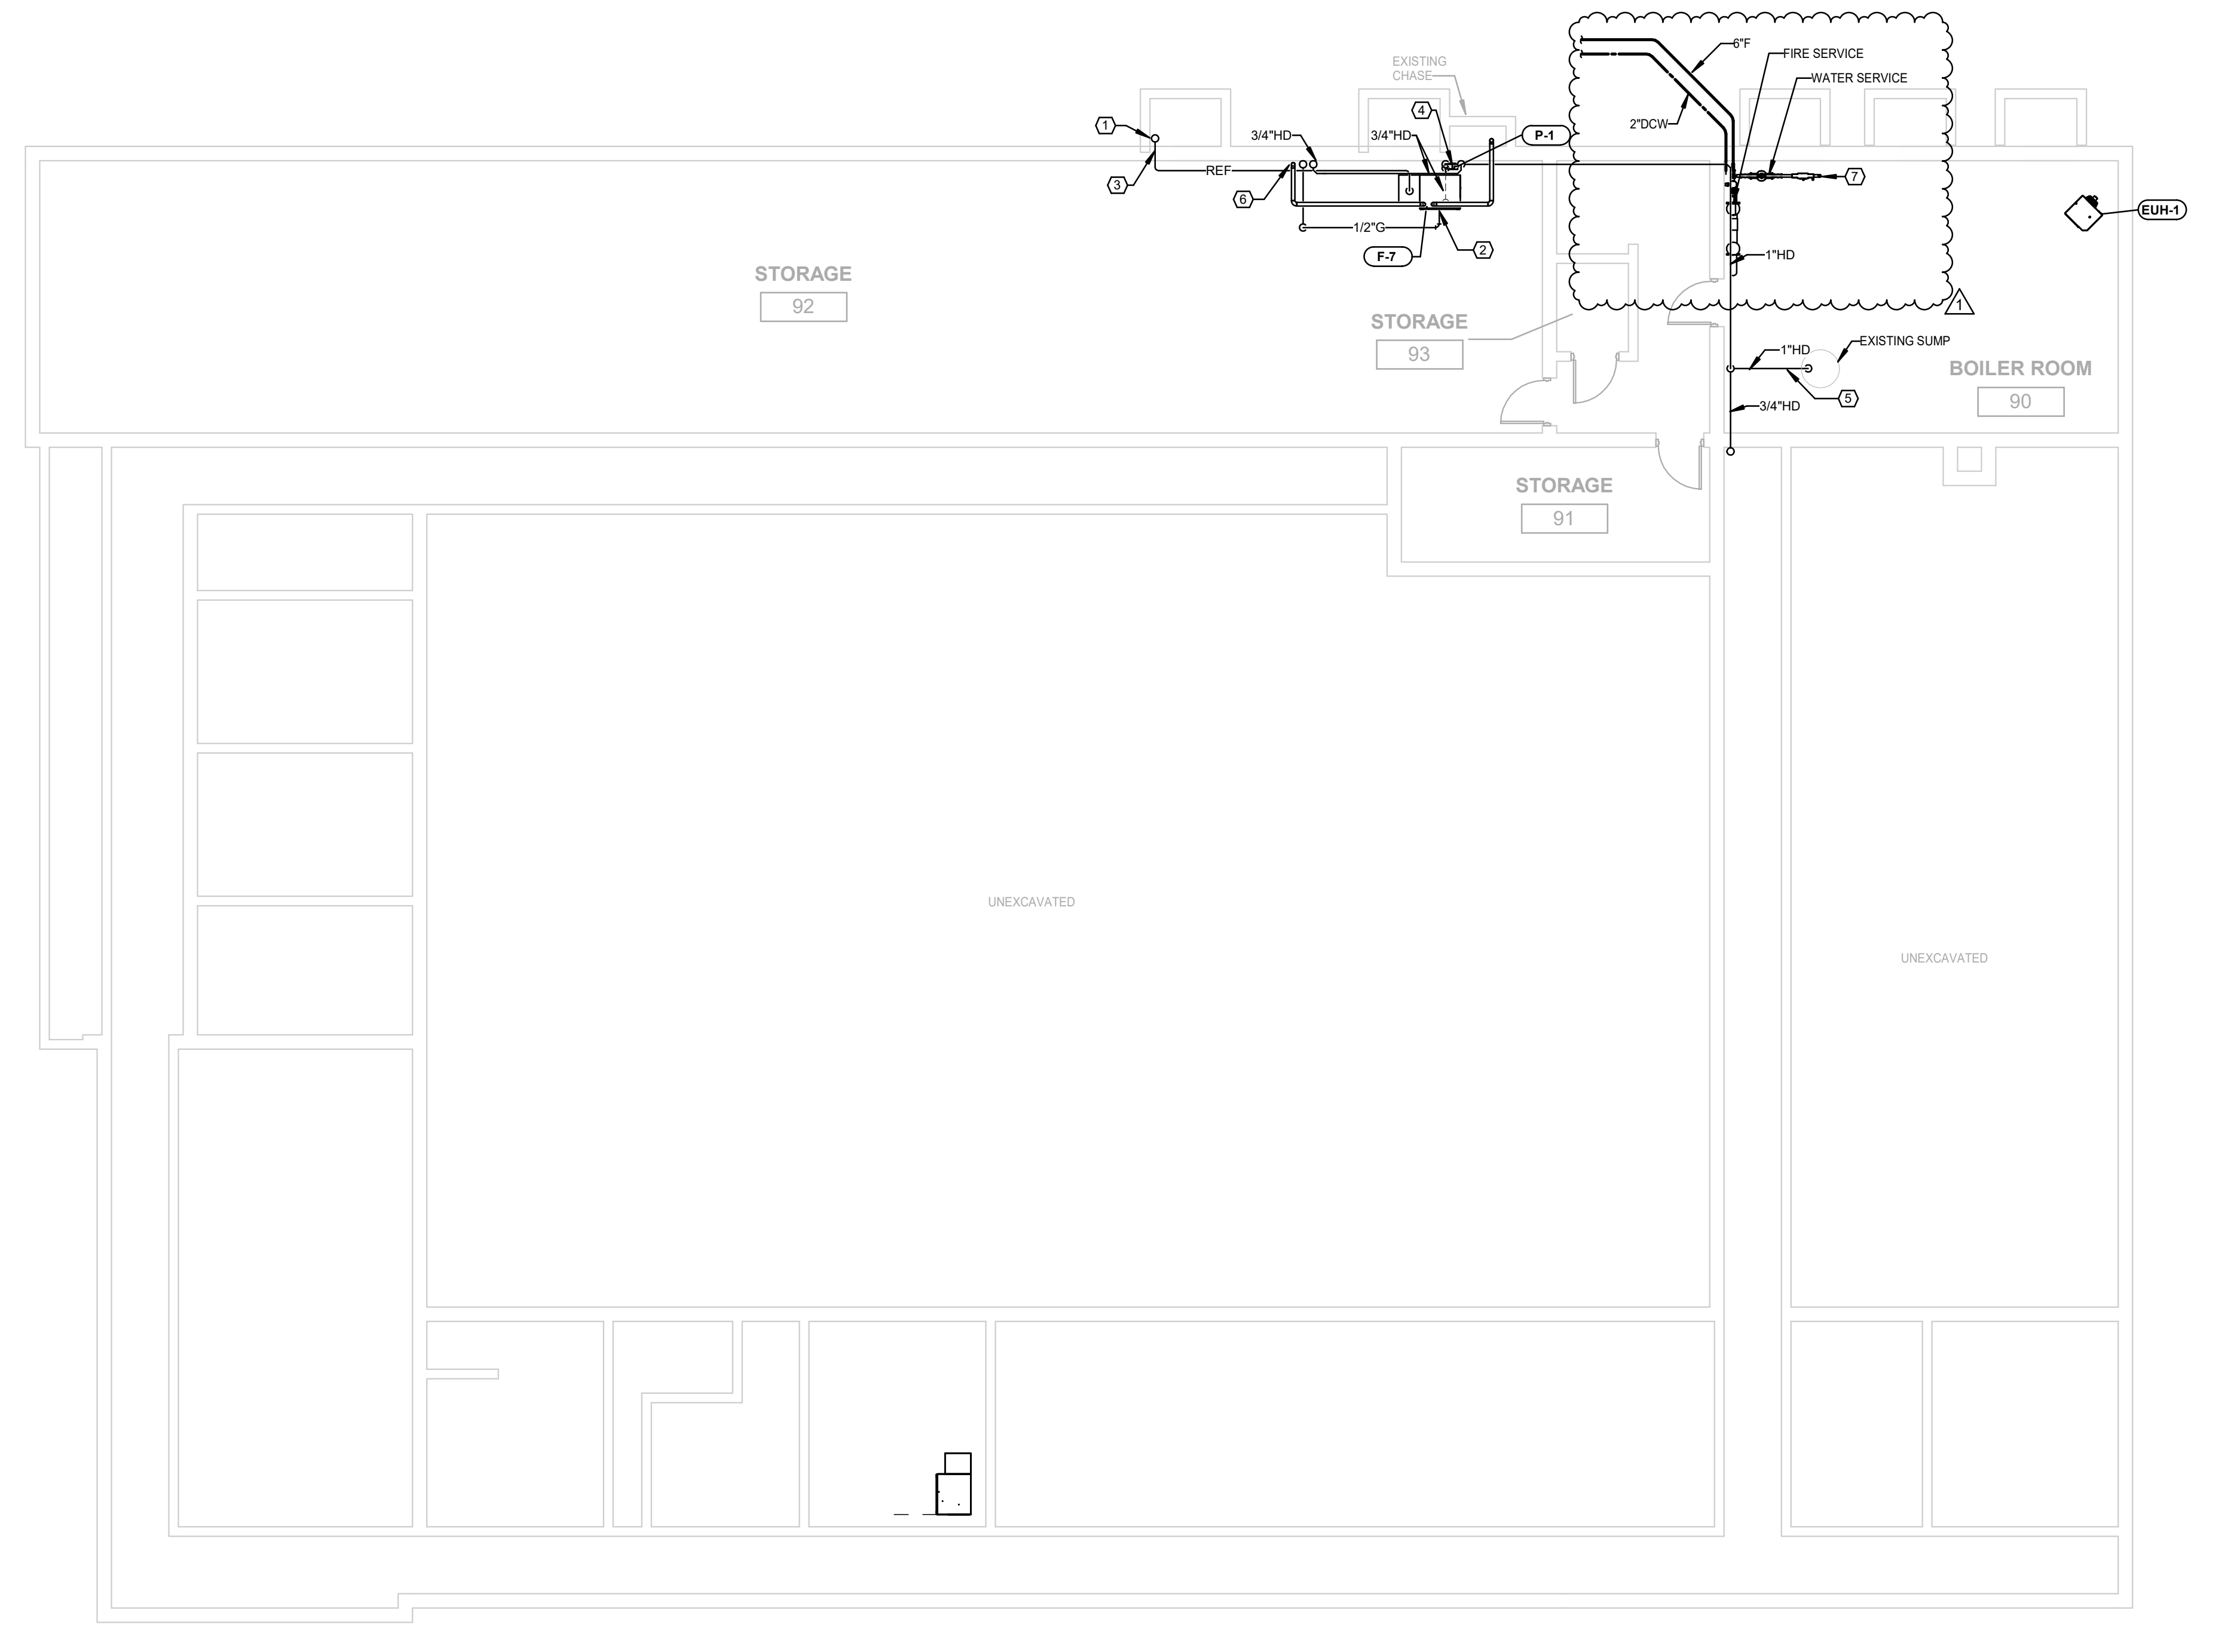 6"F
FIRE SERVICE
EXISTING
CHASE
WATER SERVICE
4
1
2"DCW
3/4"HD
3/4"HD
P-1
REF
3
7
6
EUH-1
1/2"G
2
F-7
1"HD
STORAGE
92
1
STORAGE
93
EXISTING SUMP
1"HD
BOILER ROOM
90
5
3/4"HD
STORAGE
91
UNEXCAVATED
UNEXCAVATED